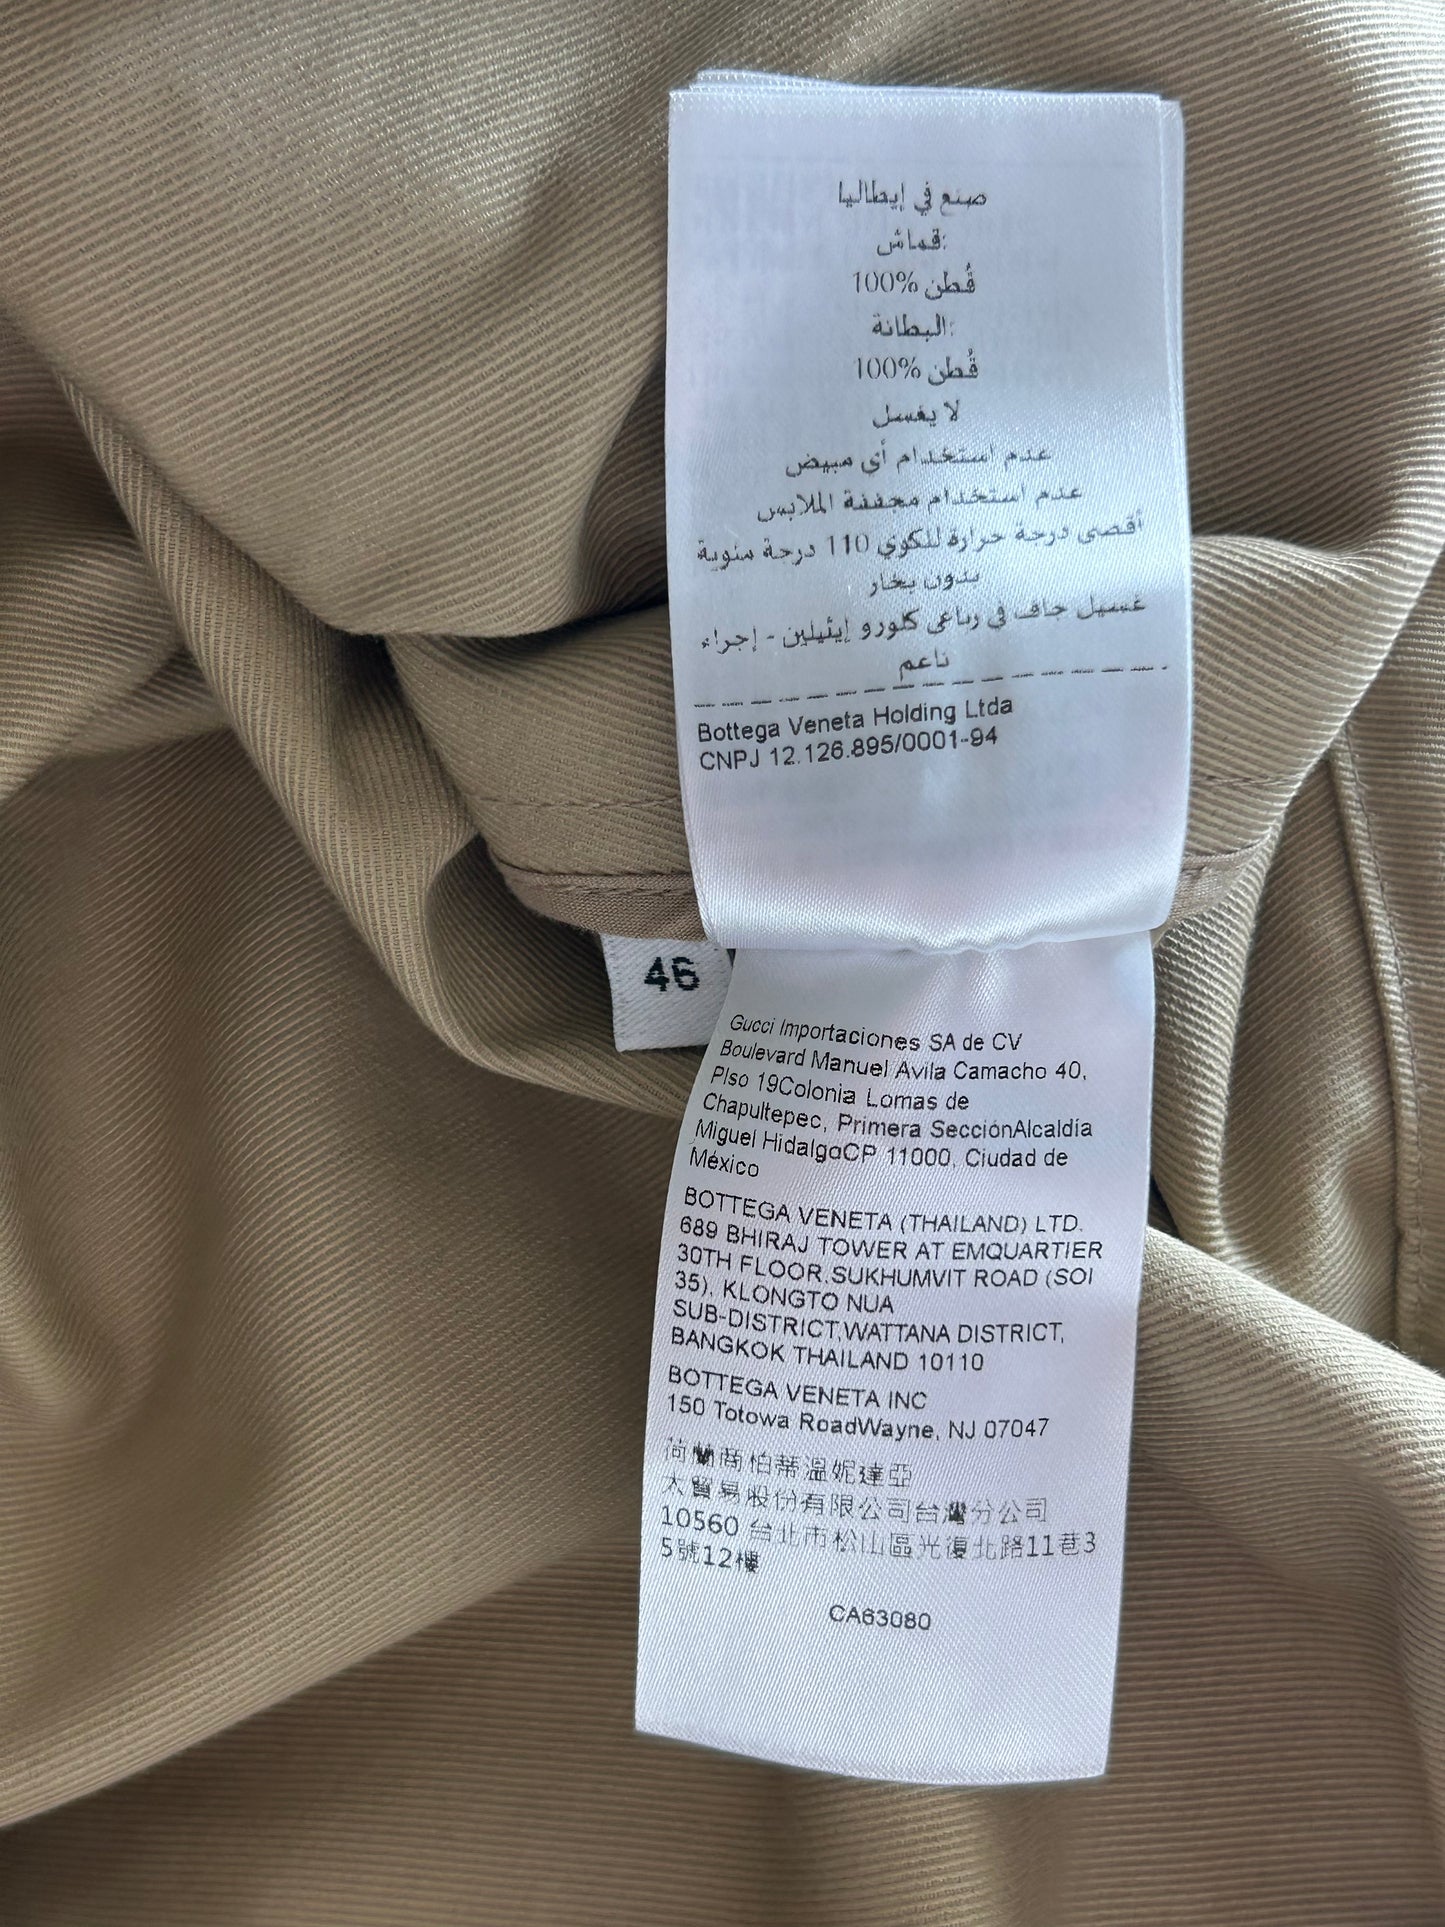 صنع في إيطاليا
قماش:
100% قُطن
البطانة:
100% قُطن
لا يغسل
عدم استخدام أي مبيض
عدم استخدام مجففة الملابس
أقصى درجة حرارة للكوي 110 درجة مئوية
بدون بخار
غسيل جاف في رباعي كلورو إيثيلين - إجراء
ناعم
Bottega Veneta Holding Ltda
CNPJ 12.126.895/0001-94
46
Gucci Importaciones SA de CV
Boulevard Manuel Avila Camacho 40,
PIso 19Colonia Lomas de
Chapultepec, Primera SecciónAlcaldía
Miguel HidalgoCP 11000, Ciudad de
México
BOTTEGA VENETA (THAILAND) LTD.
689 BHIRAJ TOWER AT EMQUARTIER
30TH FLOOR,SUKHUMVIT ROAD (SOI
35), KLONGTO NUA
SUB-DISTRICT,WATTANA DISTRICT,
BANGKOK THAILAND 10110
BOTTEGA VENETA INC
150 Totowa RoadWayne, NJ 07047
荷蘭商柏蒂溫妮達亞
太貿易股份有限公司台灣分公司
10560 台北市松山區光復北路11巷3
5號12樓
CA63080